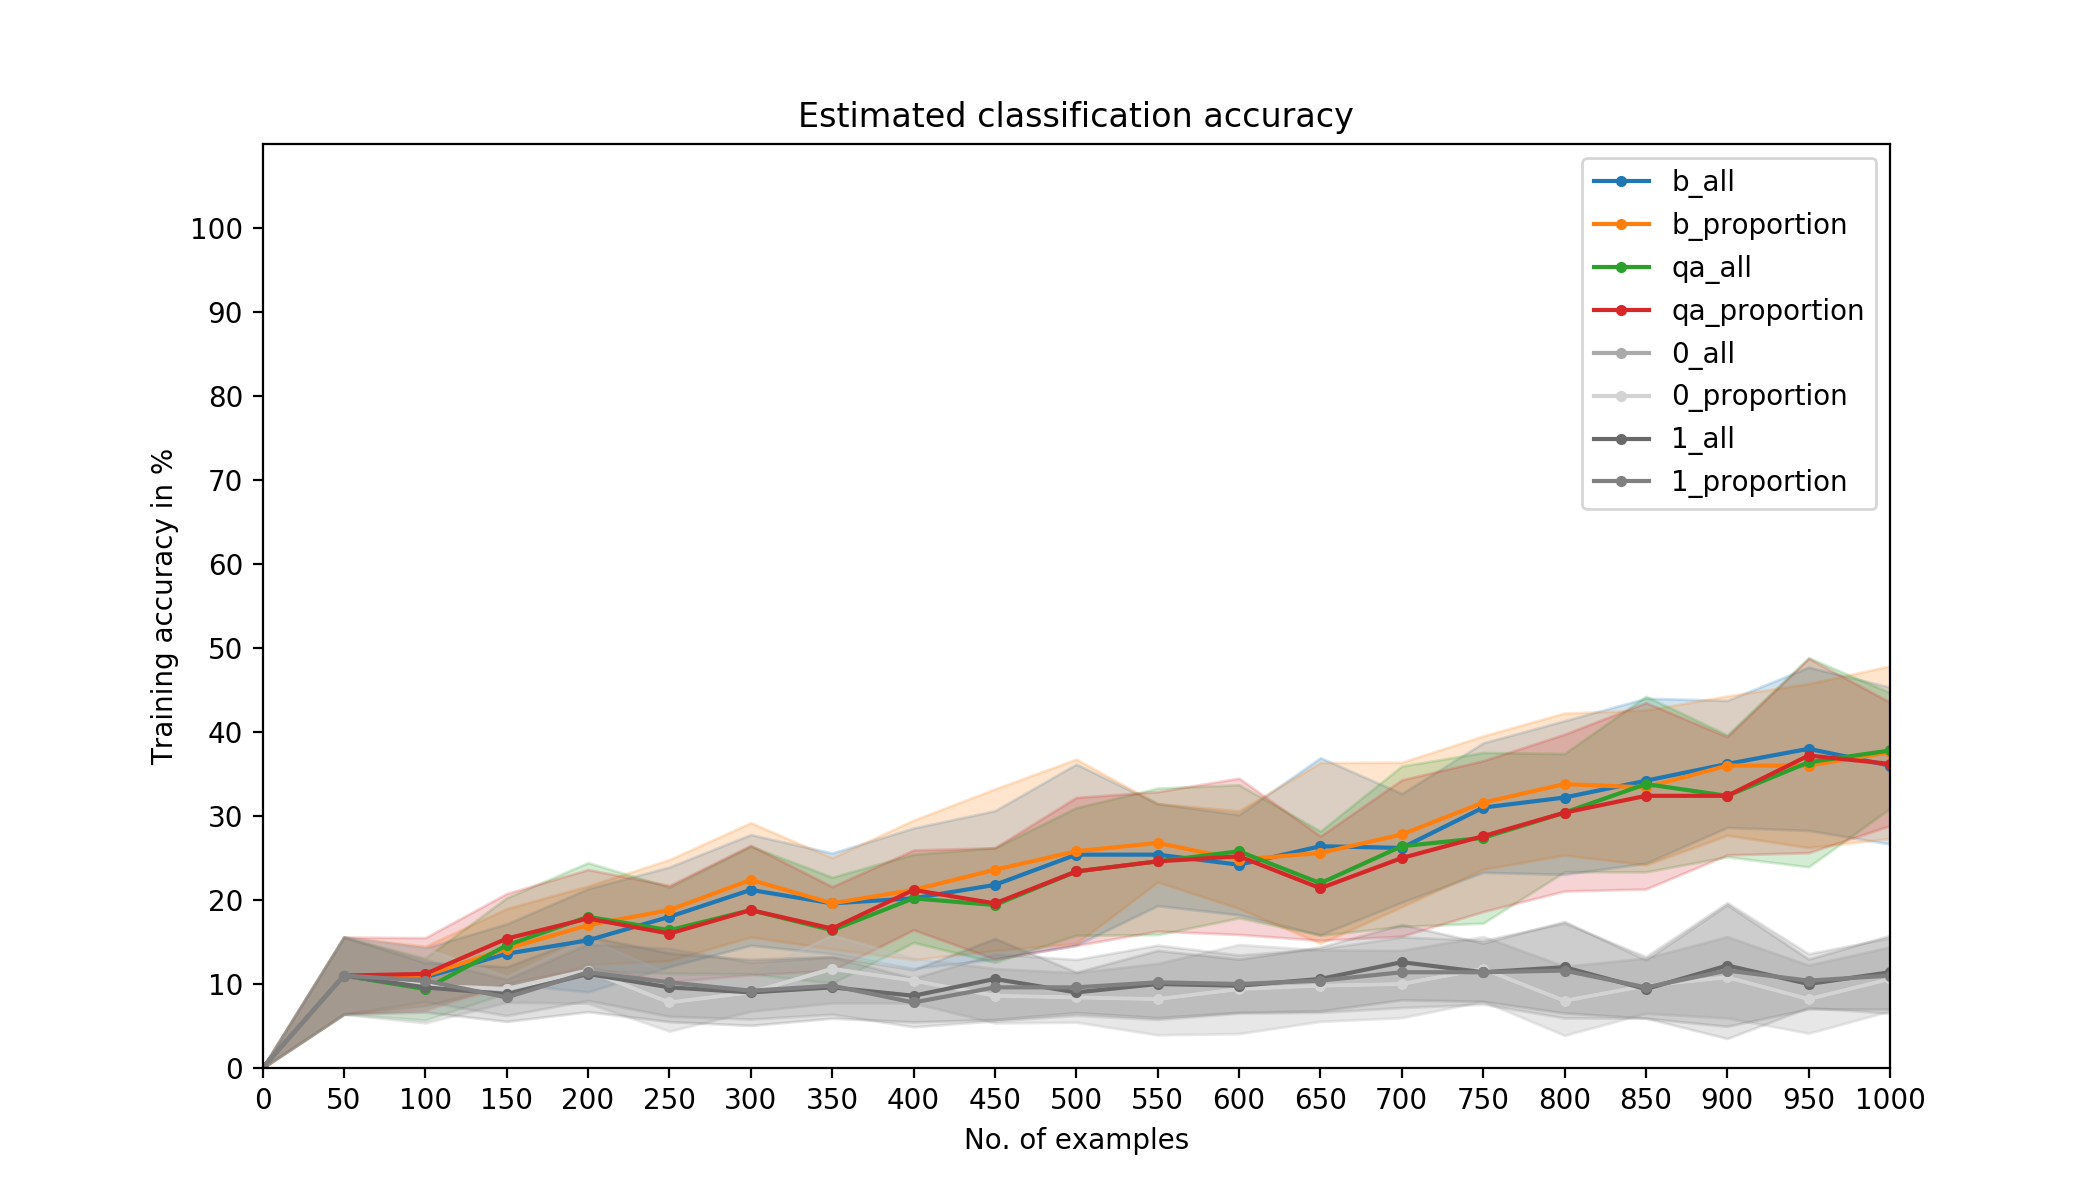 Estimated classification accuracy
b_all
b_proportion
qa_all
qa_proportion
0_all
0_proportion
1_all
1_proportion
Training accuracy in %
100
90
80
70
60
50
40
30
20
10
0
0 50 100 150 200 250 300 350 400 450 500 550 600 650 700 750 800 850 900 950 1000
No. of examples